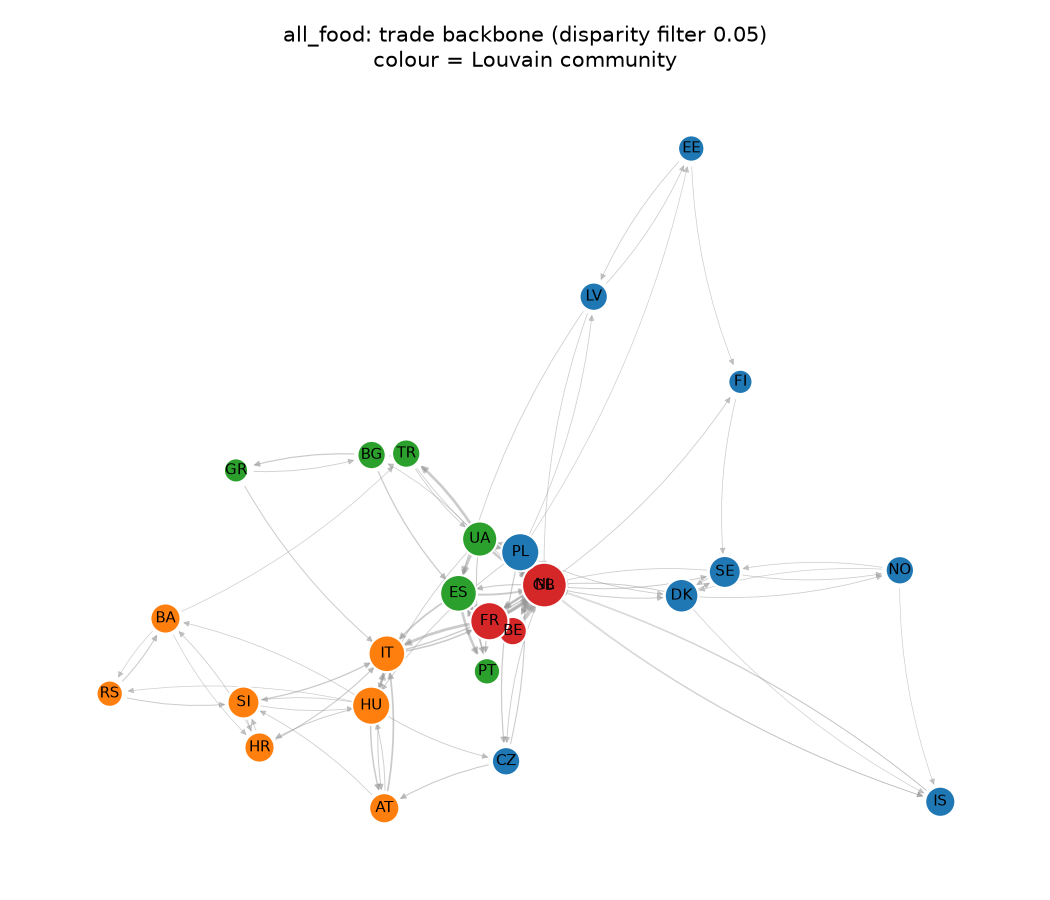 all_food: trade backbone (disparity filter 0.05)
colour = Louvain community
EE
LV
FI
BG
TR
GR
UA
PL
SE
NO
ES
DK
BA
FR
BE
IT
PT
RS
SI
HU
HR
CZ
IS
AT